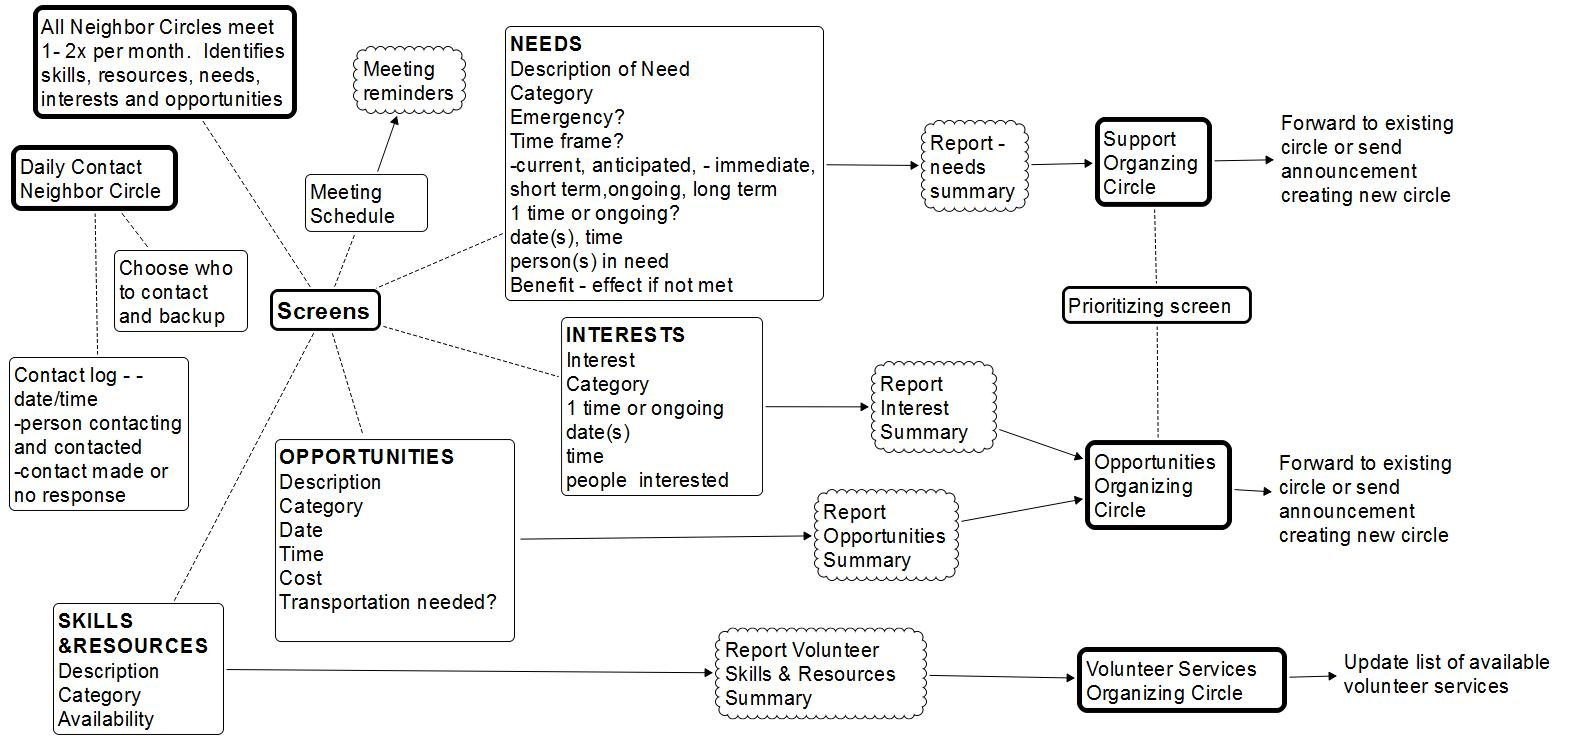 All Neighbor Circles meet
1- 2x per month.  Identifies
skills, resources, needs,
interests and opportunities
Daily Contact
Neighbor Circle
Choose who
to contact
and backup
Contact log - -
date/time
-person contacting
and contacted
-contact made or
no response
Meeting
reminders
Meeting
Schedule
Screens
NEEDS
Description of Need
Category
Emergency?
Time frame?
-current, anticipated, - immediate,
short term,ongoing, long term
1 time or ongoing?
date(s), time
person(s) in need
Benefit - effect if not met
Report -
needs
summary
Support
Organzing
Circle
Forward to existing
circle or send
announcement
creating new circle
Prioritizing screen
INTERESTS
Interest
Category
1 time or ongoing
date(s)
time
people  interested
Report
Interest
Summary
OPPORTUNITIES
Description
Category
Date
Time
Cost
Transportation needed?
Report
Opportunities
Summary
Opportunities
Organizing
Circle
Forward to existing
circle or send
announcement
creating new circle
SKILLS
&RESOURCES
Description
Category
Availability
Report Volunteer
Skills & Resources
Summary
Volunteer Services
Organizing Circle
Update list of available
volunteer services